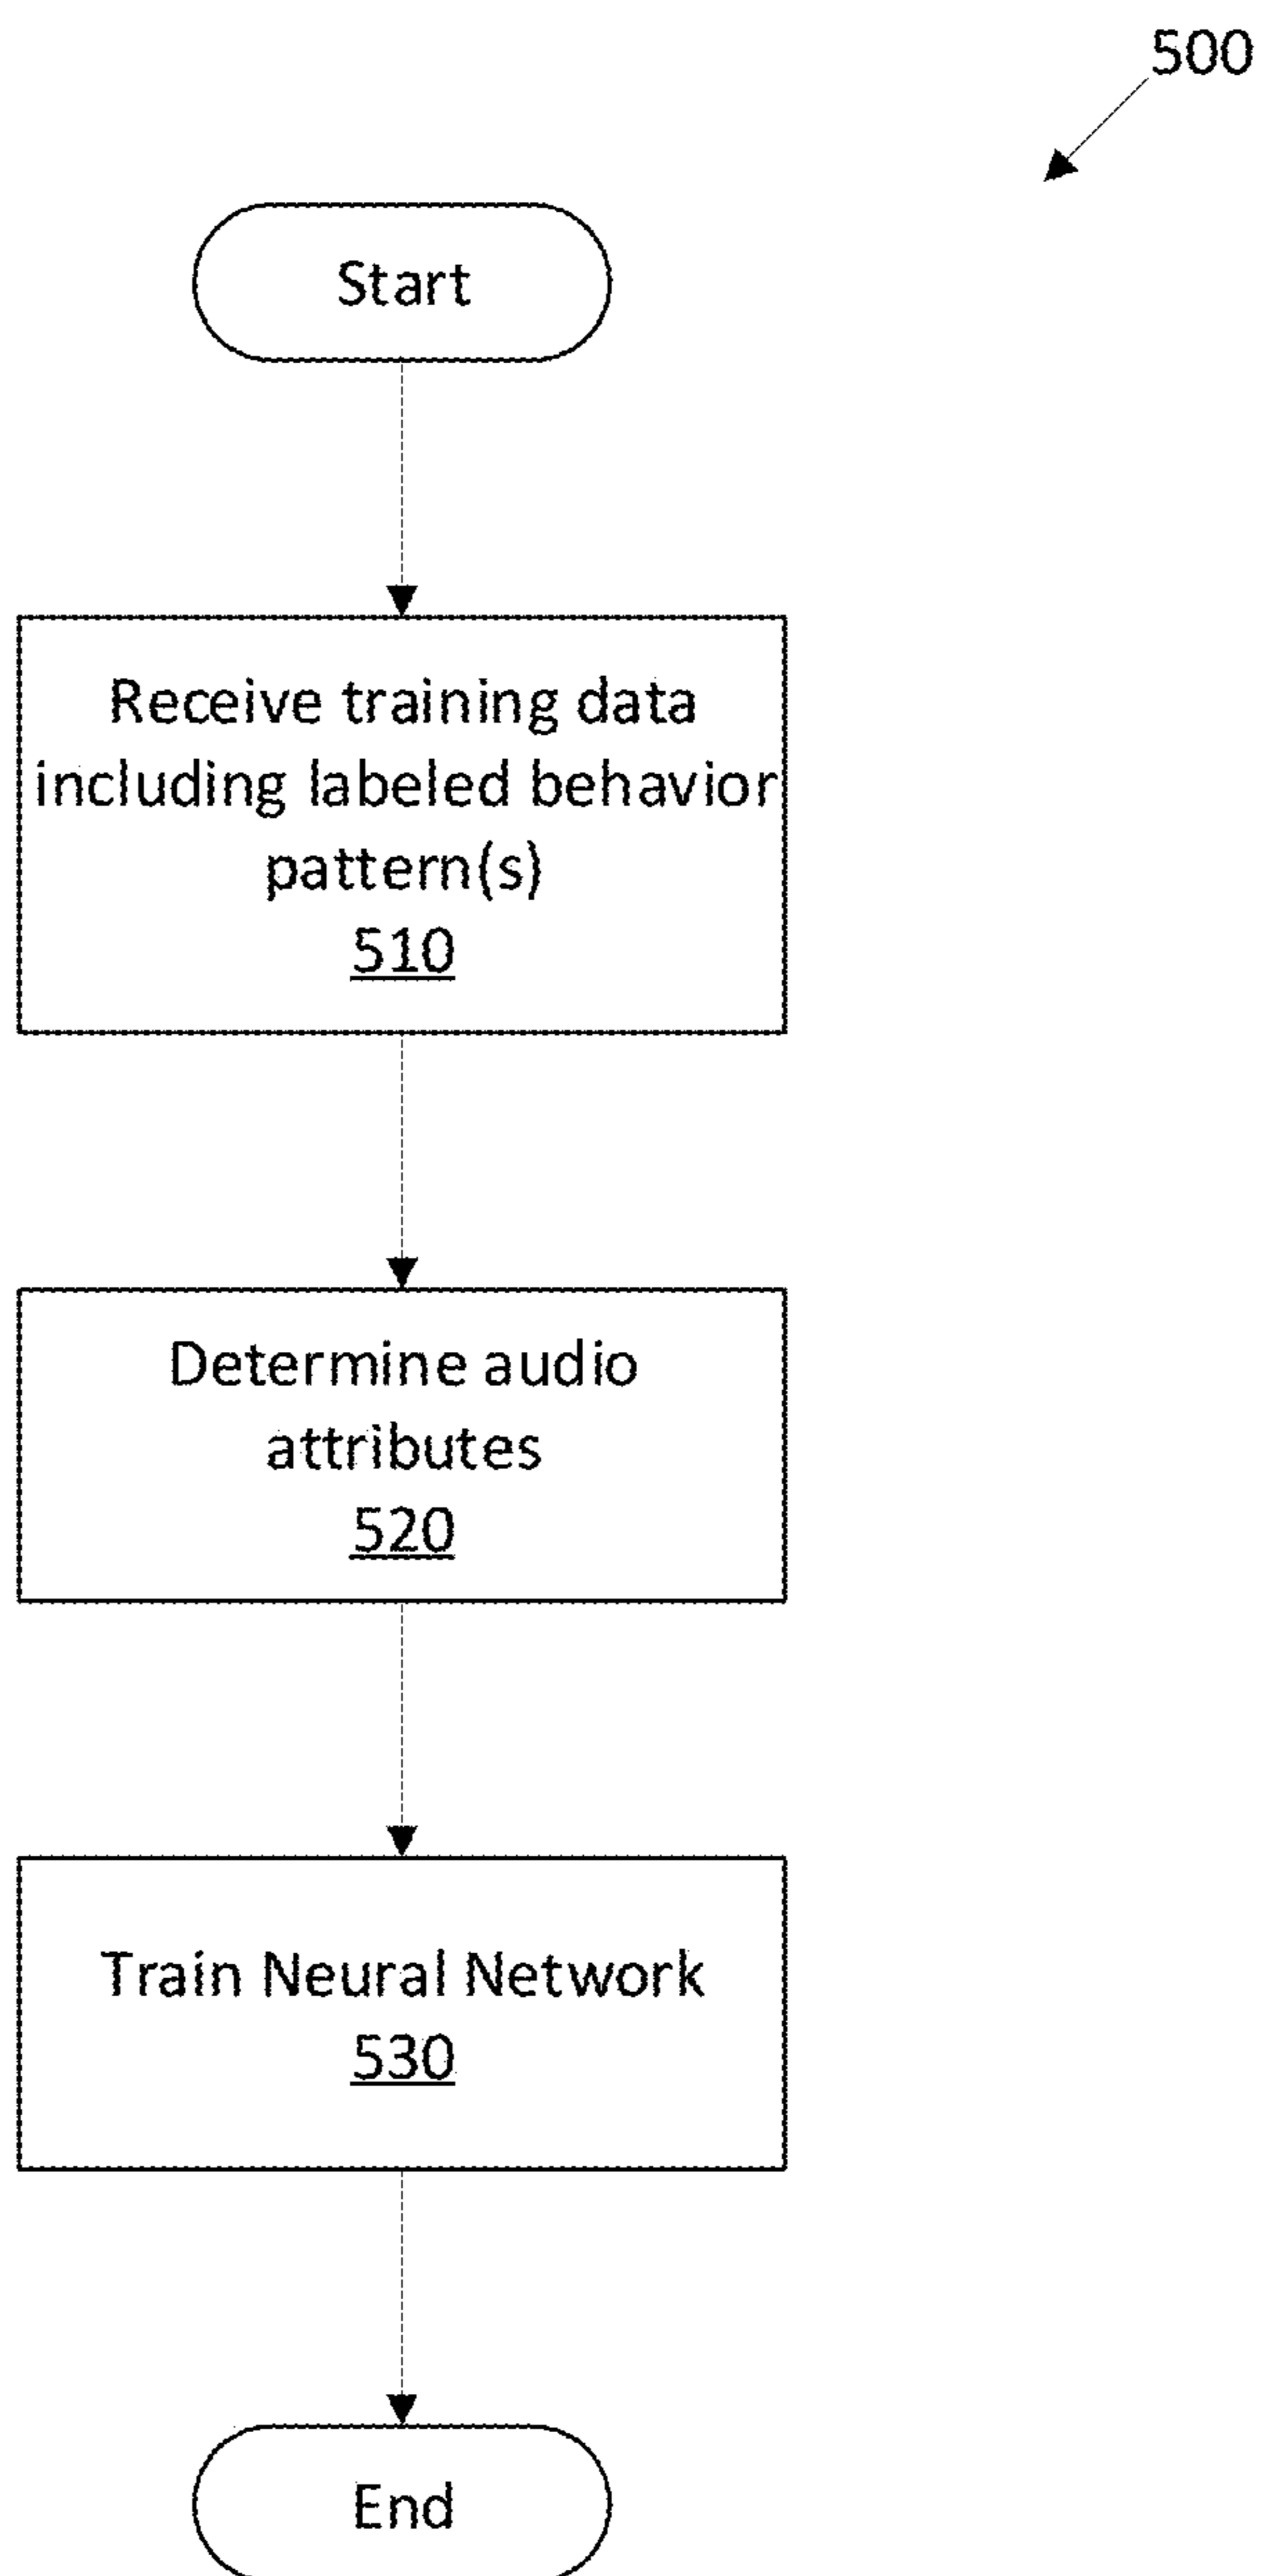 500
Start
Receive training data
including labeled behavior
pattern(s)
510
Determine audio
attributes
520
Train Neural Network
530
End